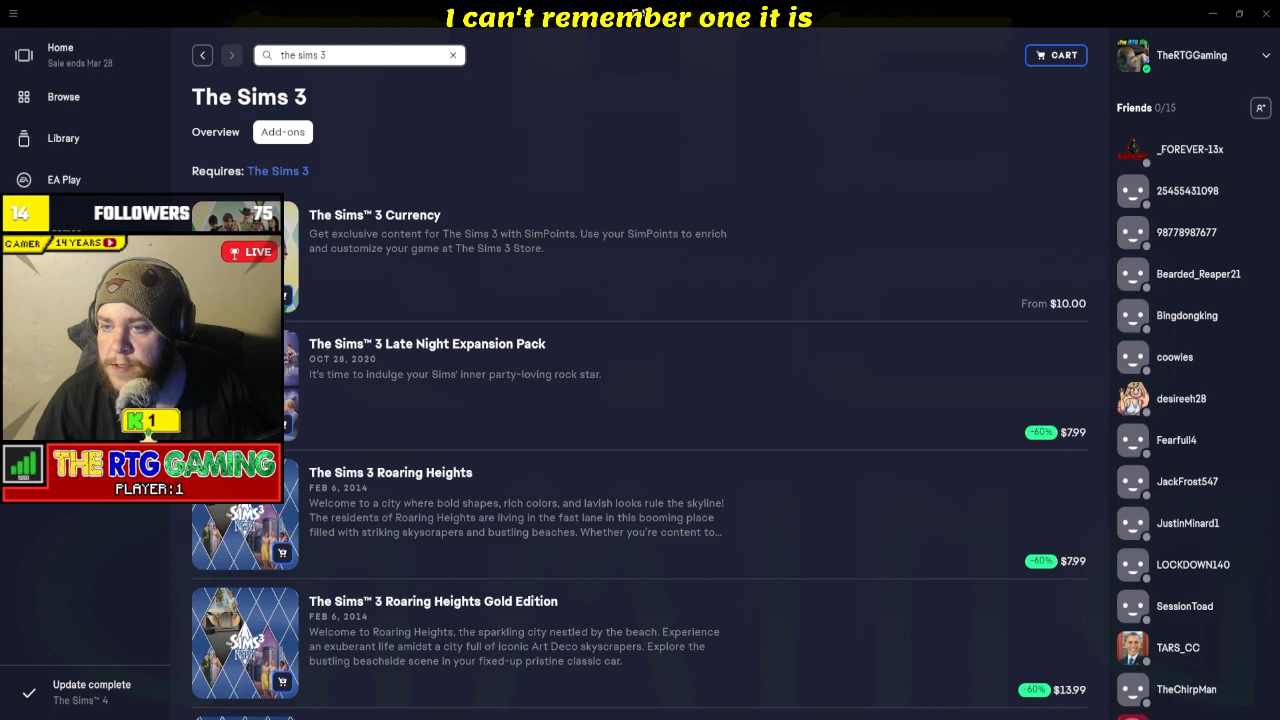 I can't remember one it is
Home
Sale ends Mar 28
the sims 3
CART
TheRTGGaming
Browse
The Sims 3
Friends 0/15
Overview
Add-ons
Library
_FOREVER-13x
Requires: The Sims 3
EA Play
25455431098
14 FOLLOWERS 75
The Sims™ 3 Currency
Get exclusive content for The Sims 3 with SimPoints. Use your SimPoints to enrich
and customize your game at The Sims 3 Store.
98778987677
GAMER 14 YEARS
LIVE
Bearded_Reaper21
From $10.00
Bingdongking
The Sims™ 3 Late Night Expansion Pack
OCT 28, 2020
It's time to indulge your Sims' inner party-loving rock star.
coowies
desireeh28
K 1
-60% $7.99
Fearfull4
THE RTG GAMING
PLAYER:1
The Sims 3 Roaring Heights
FEB 6, 2014
Welcome to a city where bold shapes, rich colors, and lavish looks rule the skyline!
The residents of Roaring Heights are living in the fast lane in this booming place
filled with striking skyscrapers and bustling beaches. Whether you're content to...
JackFrost547
THE SIMS 3
JustinMinard1
-60% $7.99
LOCKDOWN140
The Sims™ 3 Roaring Heights Gold Edition
FEB 6, 2014
Welcome to Roaring Heights, the sparkling city nestled by the beach. Experience
an exuberant life amidst a city full of iconic Art Deco skyscrapers. Explore the
bustling beachside scene in your fixed-up pristine classic car.
SessionToad
THE SIMS 3
TARS_CC
Update complete
The Sims™ 4
-60% $13.99
TheChirpMan